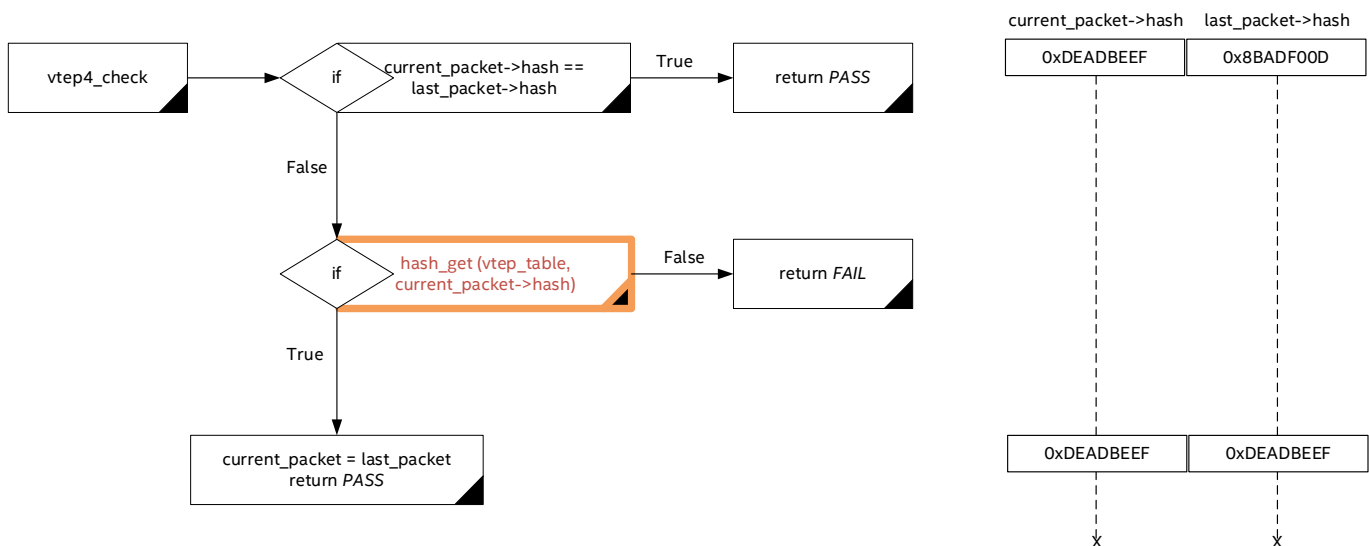 current_packet->hash last_packet->hash
vtep4_check
if
current_packet->hash ==
last_packet->hash
True
return PASS
0xDEADBEEF
0x8BADF00D
False
if
hash_get (vtep_table,
current_packet->hash)
False
return FAIL
True
current_packet = last_packet
return PASS
0xDEADBEEF
0xDEADBEEF
x x